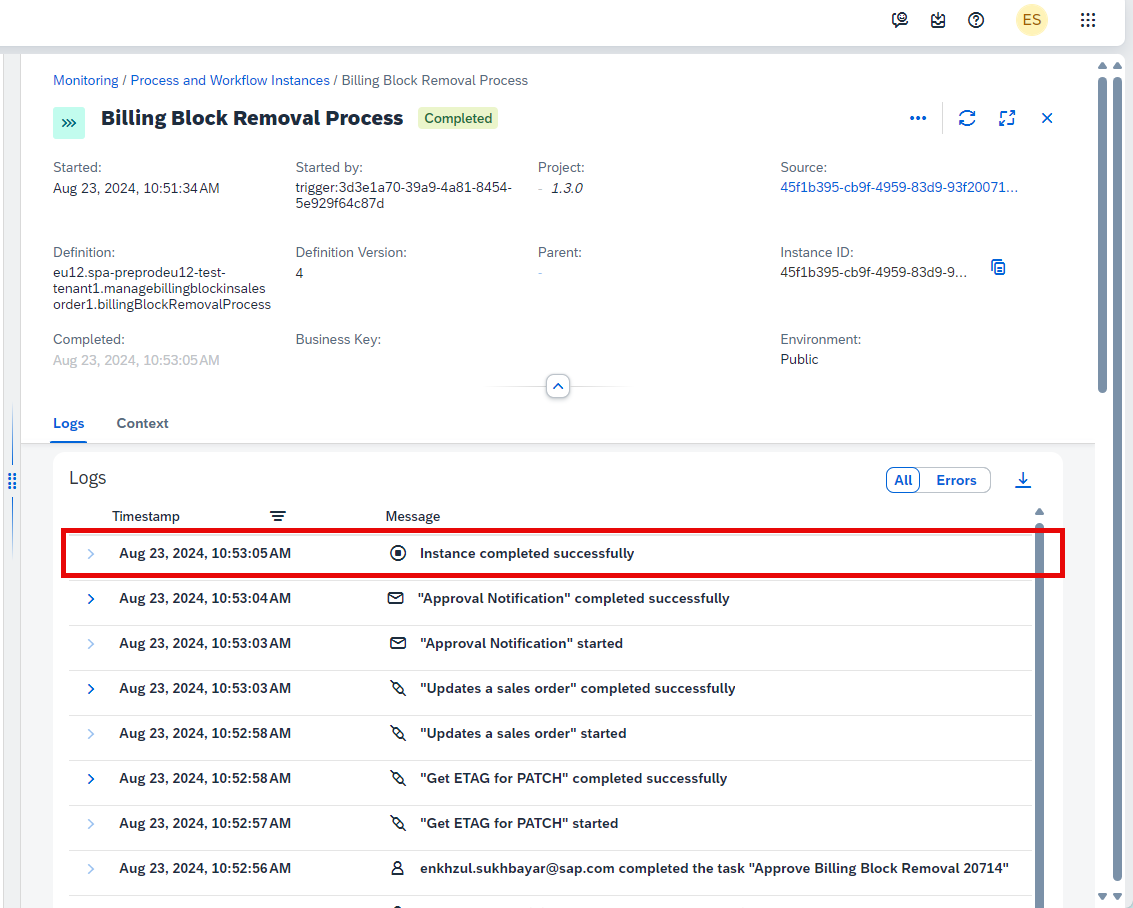 ES
Monitoring / Process and Workflow Instances / Billing Block Removal Process
Billing Block Removal Process Completed
Started: Started by: Project: Source:
Aug 23, 2024, 10:51:34 AM trigger:3d3e1a70-39a9-4a81-8454- - 1.3.0 45f1b395-cb9f-4959-83d9-93f20071...
5e929f64c87d
Definition: Definition Version: Parent: Instance ID:
eu12.spa-preprodeu12-test- 4 - 45f1b395-cb9f-4959-83d9-9...
tenant1.managebillingblockinsales
order1.billingBlockRemovalProcess
Completed: Business Key: Environment:
Aug 23, 2024, 10:53:05 AM Public
Logs Context
Logs All Errors
Timestamp Message
Aug 23, 2024, 10:53:05 AM Instance completed successfully
Aug 23, 2024, 10:53:04 AM "Approval Notification" completed successfully
Aug 23, 2024, 10:53:03 AM "Approval Notification" started
Aug 23, 2024, 10:53:03 AM "Updates a sales order" completed successfully
Aug 23, 2024, 10:52:58 AM "Updates a sales order" started
Aug 23, 2024, 10:52:58 AM "Get ETAG for PATCH" completed successfully
Aug 23, 2024, 10:52:57 AM "Get ETAG for PATCH" started
Aug 23, 2024, 10:52:56 AM enkhzul.sukhbayar@sap.com completed the task "Approve Billing Block Removal 20714"